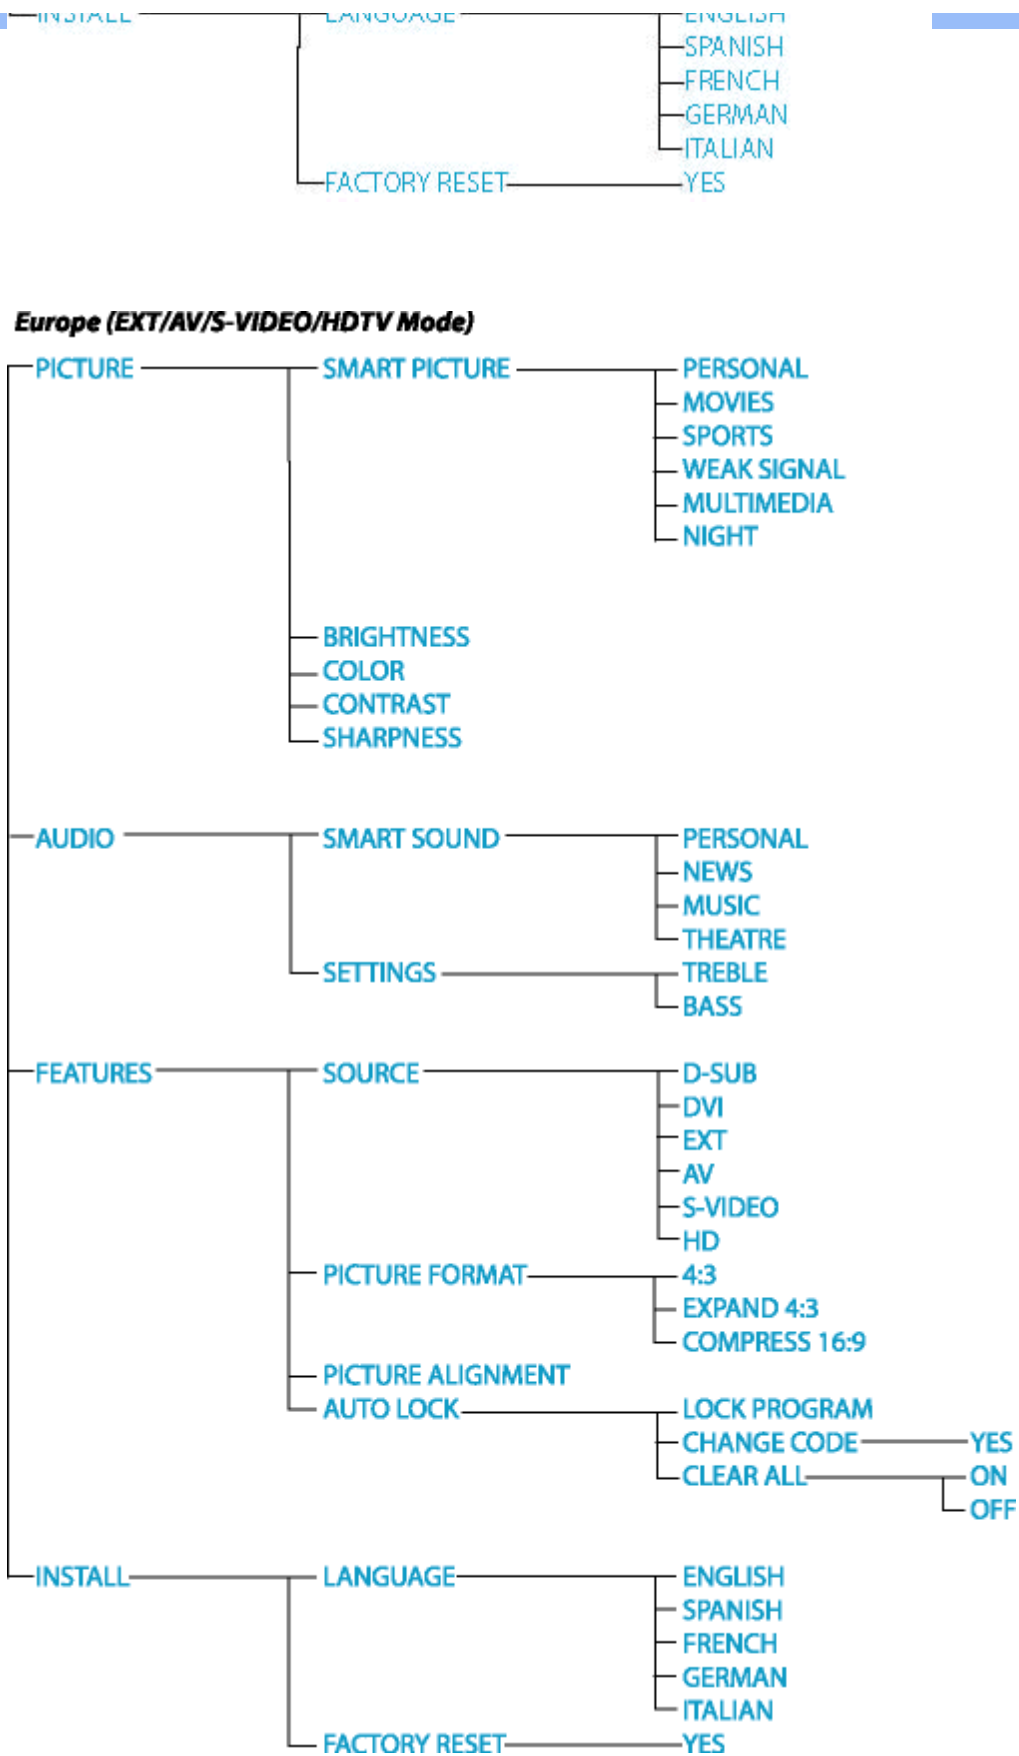 INSTALL LANGUAGE ENGLISH
SPANISH
FRENCH
GERMAN
ITALIAN
FACTORY RESET YES
Europe (EXT/AV/S-VIDEO/HDTV Mode)
PICTURE SMART PICTURE PERSONAL
MOVIES
SPORTS
WEAK SIGNAL
MULTIMEDIA
NIGHT
BRIGHTNESS
COLOR
CONTRAST
SHARPNESS
AUDIO SMART SOUND PERSONAL
NEWS
MUSIC
THEATRE
SETTINGS TREBLE
BASS
FEATURES SOURCE D-SUB
DVI
EXT
AV
S-VIDEO
HD
PICTURE FORMAT 4:3
EXPAND 4:3
COMPRESS 16:9
PICTURE ALIGNMENT
AUTO LOCK LOCK PROGRAM
CHANGE CODE YES
CLEAR ALL ON
OFF
INSTALL LANGUAGE ENGLISH
SPANISH
FRENCH
GERMAN
ITALIAN
FACTORY RESET YES